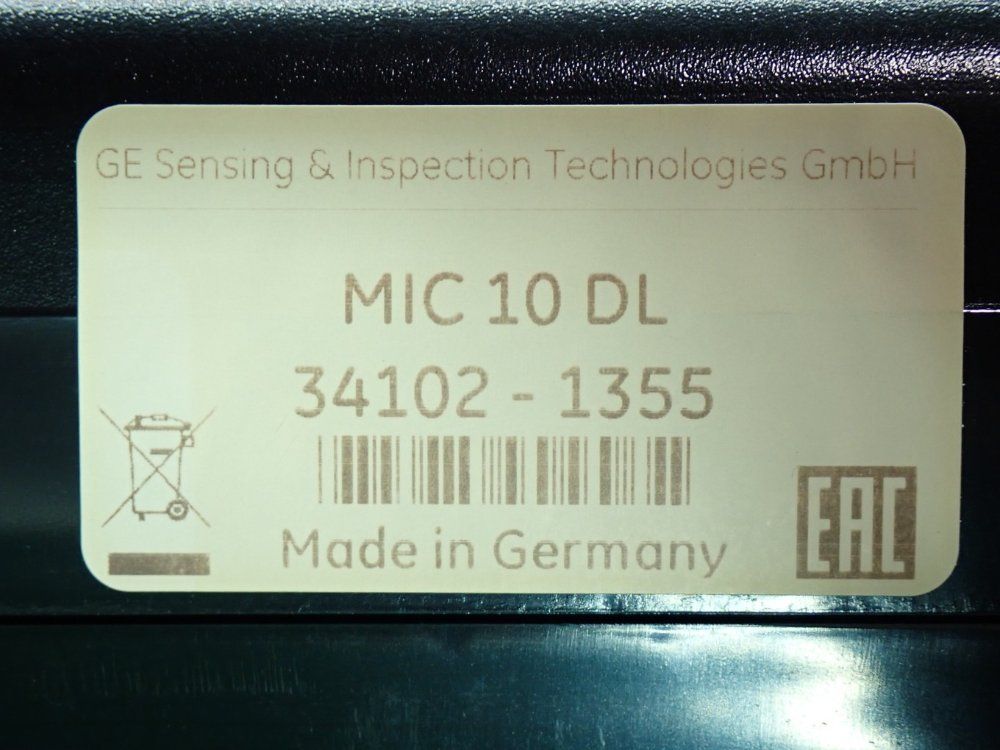 GE Sensing & Inspection Technologies GmbH
MIC 10 DL
34102 - 1355
Made in Germany
EAC